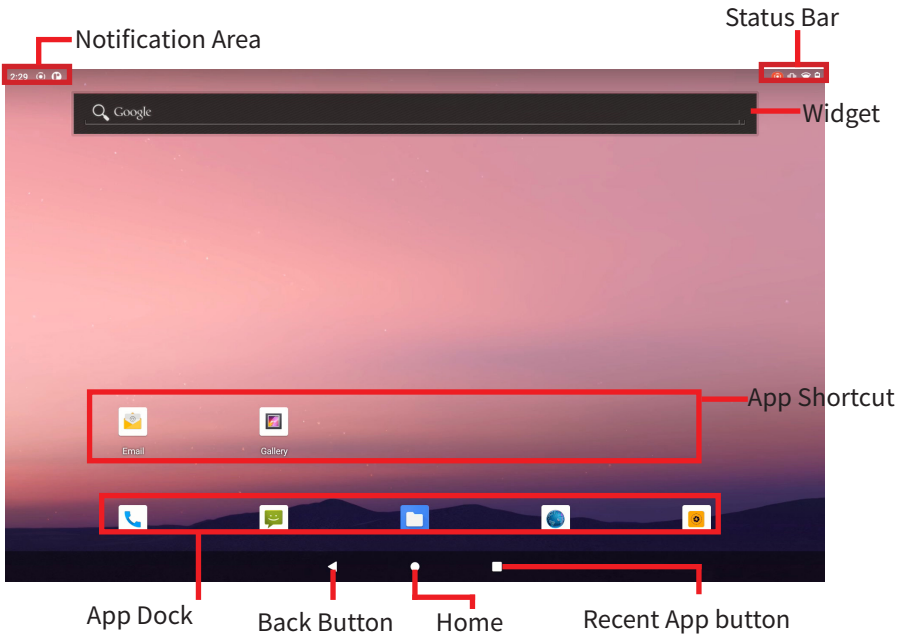 Status Bar
Notification Area
2:29
Google
Widget
App Shortcut
Email
Gallery
App Dock
Back Button
Home
Recent App button